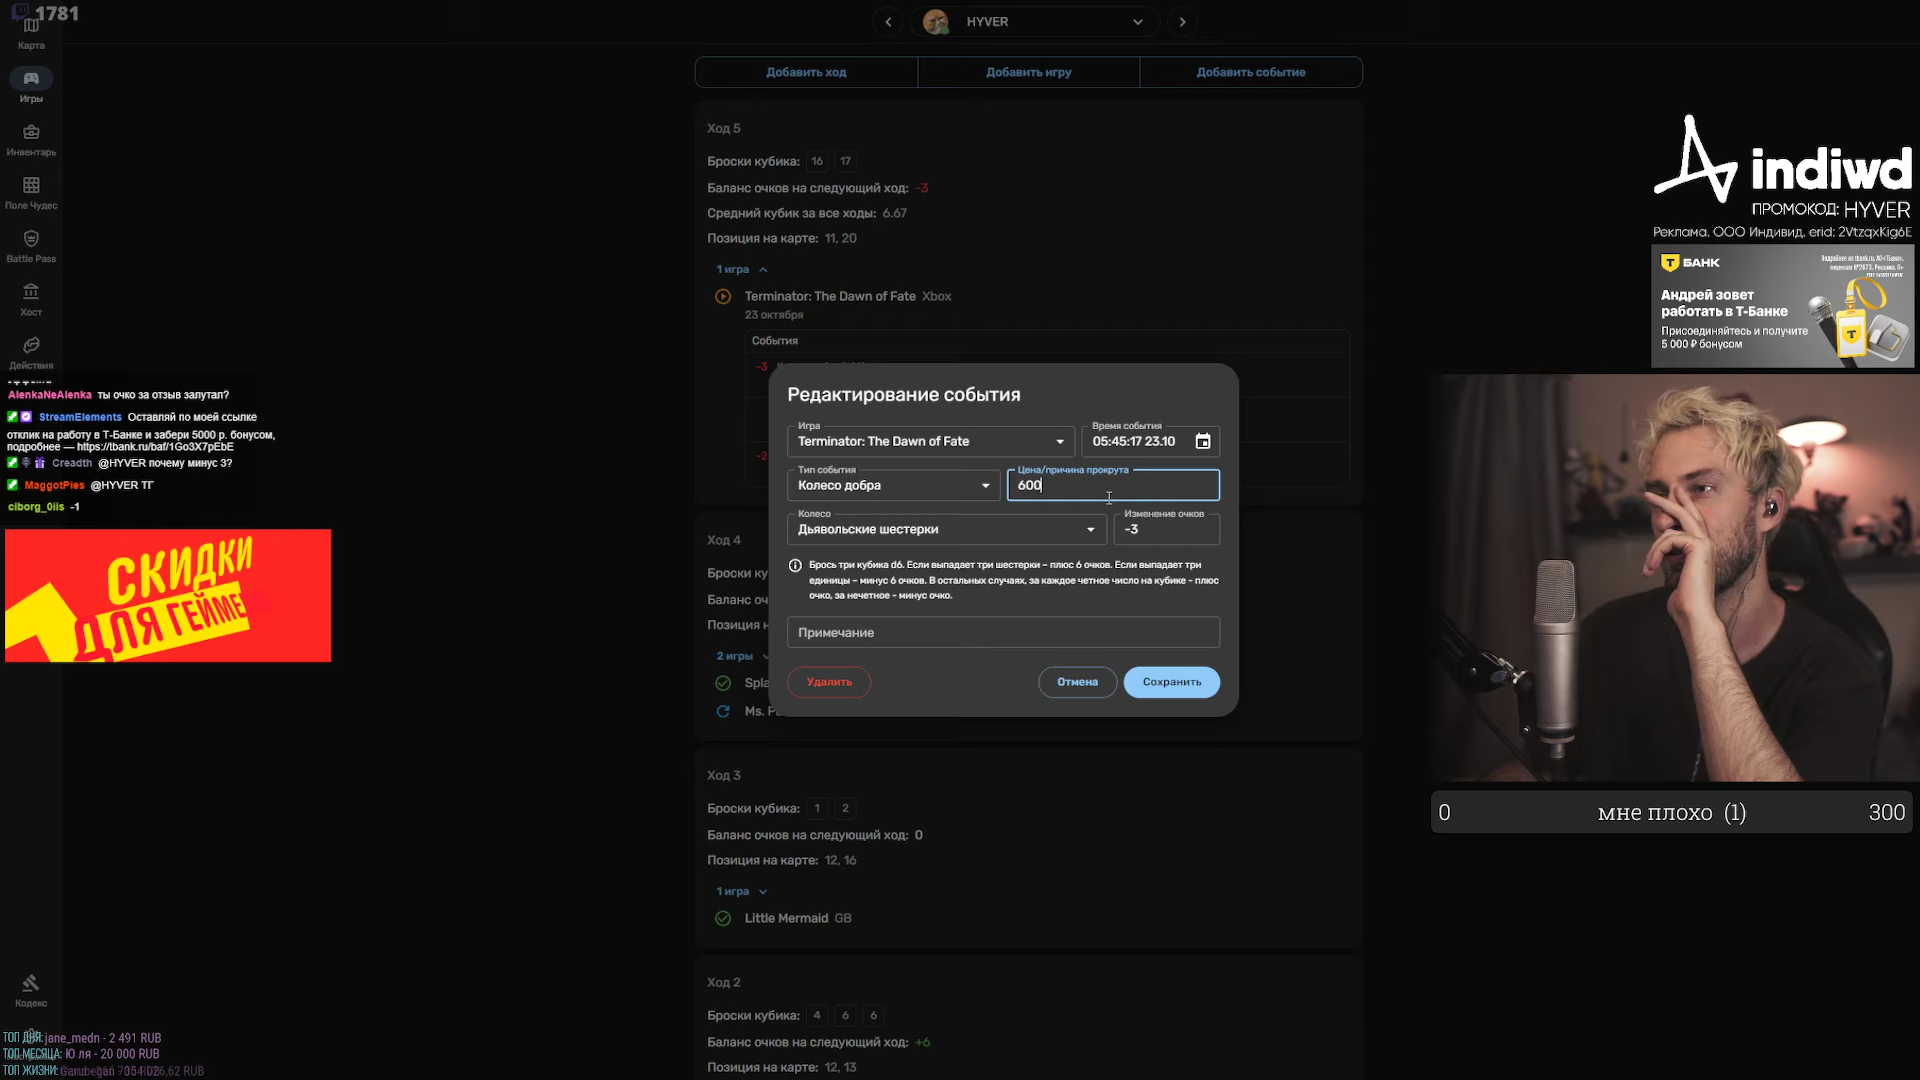 1781
Карта
Игры
Инвентарь
Поле Чудес
Battle Pass
Хост
Действия
Кодекс
HYVER
Добавить ход
Добавить игру
Добавить событие
Ход 5
Броски кубика: 16 17
Баланс очков на следующий ход: -3
Средний кубик за все ходы: 6.67
Позиция на карте: 11, 20
1 игра
Terminator: The Dawn of Fate Xbox
23 октября
События
-3
-2
Редактирование события
Игра
Terminator: The Dawn of Fate
Время события
05:45:17 23.10
Тип события
Колесо добра
Цена/причина прокрута
600
Колесо
Дьявольские шестерки
Изменение очков
-3
Брось три кубика d6. Если выпадает три шестерки – плюс 6 очков. Если выпадает три
единицы – минус 6 очков. В остальных случаях, за каждое четное число на кубике - плюс
очко, за нечетное - минус очко.
Примечание
Удалить
Отмена
Сохранить
Ход 4
Броски
Баланс
Позиция
2 игры
Ход 3
Броски кубика: 1 2
Баланс очков на следующий ход: 0
Позиция на карте: 12, 16
1 игра
Little Mermaid GB
Ход 2
Броски кубика: 4 6 6
Баланс очков на следующий ход: +6
Позиция на карте: 12, 13
AlenkaNeAlenka ты очко за отзыв залутал?
StreamElements Оставляй по моей ссылке
отклик на работу в Т-Банке и забери 5000 р. бонусом,
подробнее — https://tbank.ru/baf/1Go3X7pEbE
Creadth @HYVER почему минус 3?
MaggotPies @HYVER ТГ
ciborg_0lis -1
СКИДКИ
ДЛЯ ГЕЙМЕ
ТОП ДНЯ: jane_medn - 2 491 RUB
ТОП МЕСЯЦА: Ю ля - 20 000 RUB
ТОП ЖИЗНИ:
indiwd
ПРОМОКОД: HYVER
Реклама. ООО Индивид, erid: 2VtzqxKig6E
Т БАНК
Андрей зовет
работать в Т-Банке
Присоединяйтесь и получите
5 000 ₽ бонусом
0 мне плохо (1) 300